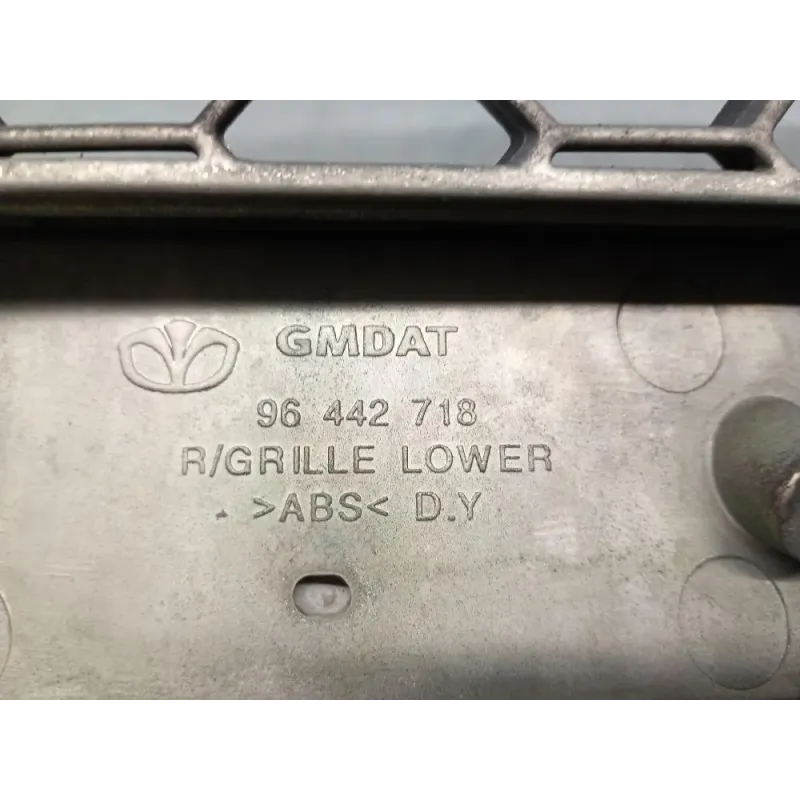 GMDAT
96 442 718
R/GRILLE LOWER
>ABS< D.Y